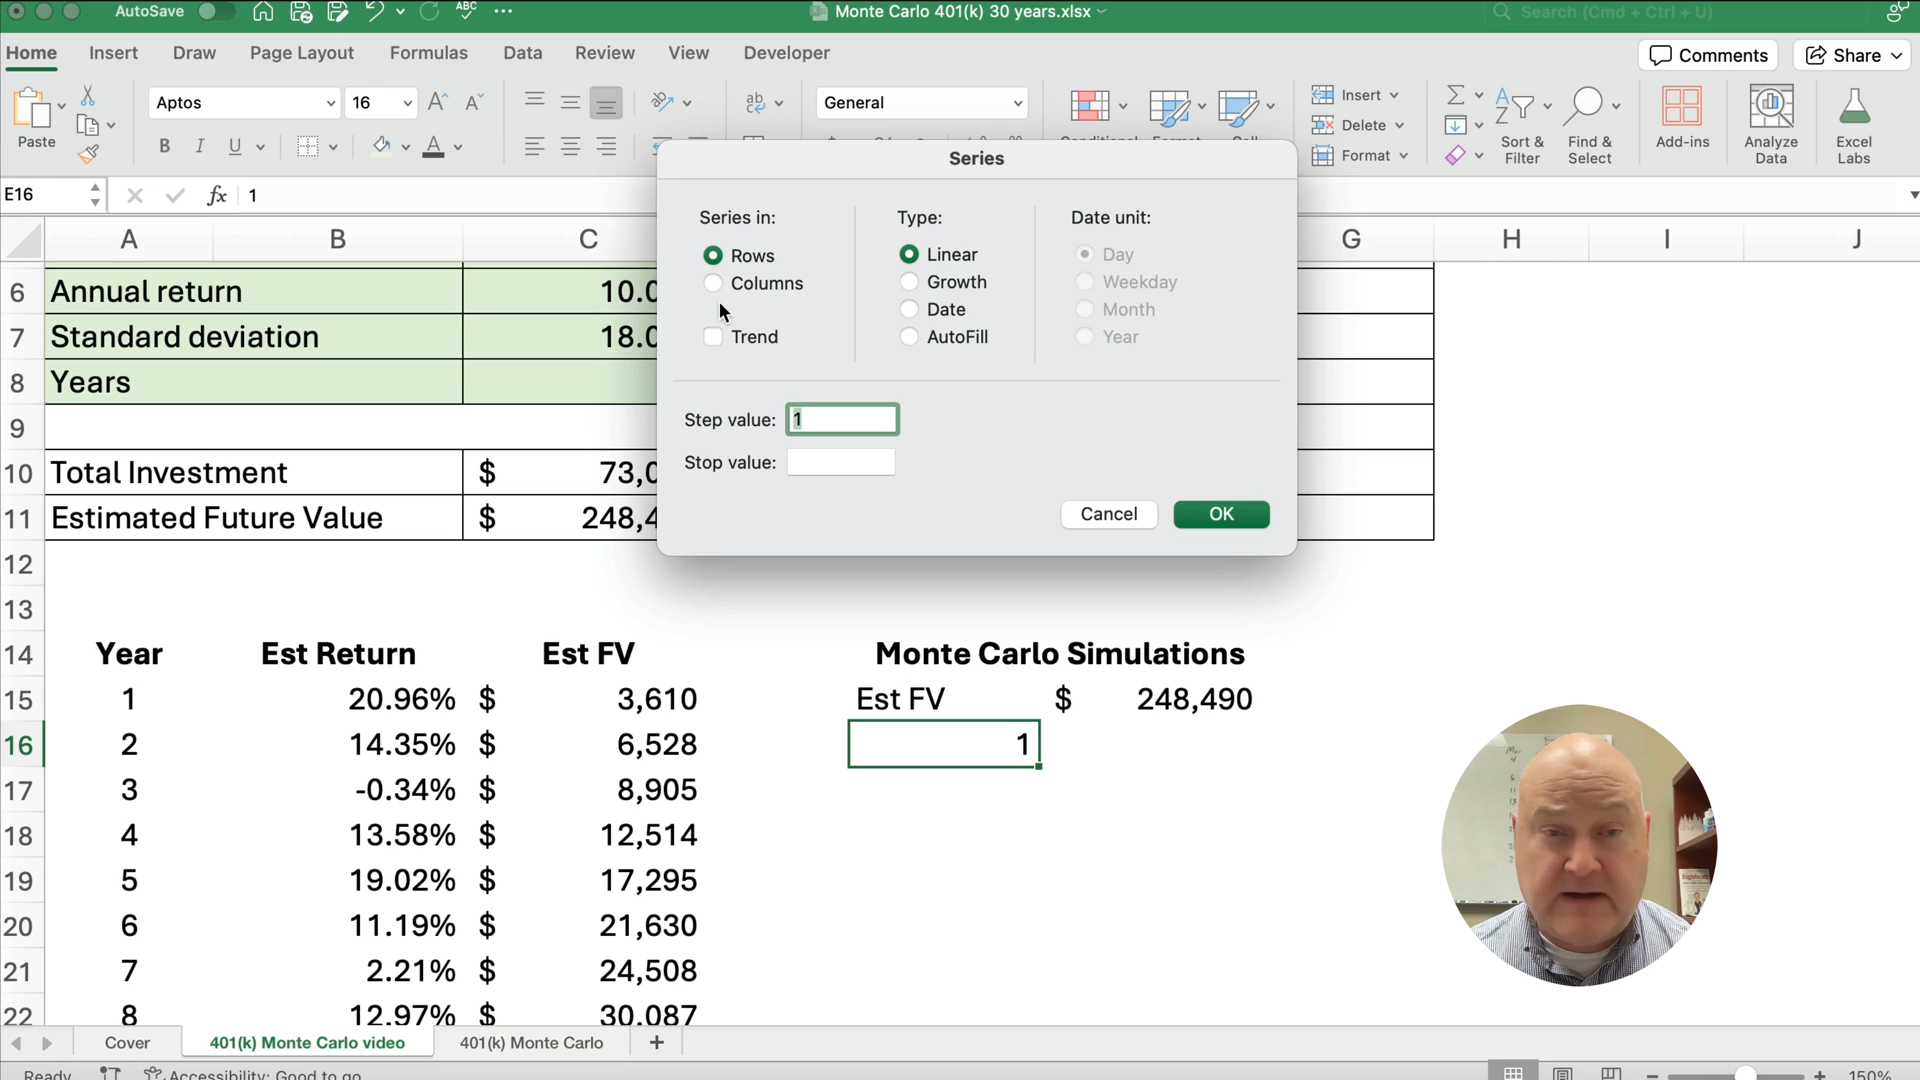 AutoSave
ABC
Monte Carlo 401(k) 30 years.xlsx
Search (Cmd + Ctrl + U)
Home
Insert
Draw
Page Layout
Formulas
Data
Review
View
Developer
Comments
Share
Paste
Aptos
16
General
Insert
Delete
Format
Sort & Filter
Find & Select
Add-ins
Analyze Data
Excel Labs
B I U
E16
fx 1
A B C G H I J
Series
Series in:
Rows
Columns
Trend
Type:
Linear
Growth
Date
AutoFill
Date unit:
Day
Weekday
Month
Year
Step value: 1
Stop value:
Cancel
OK
6 Annual return 10.0
7 Standard deviation 18.0
8 Years
9
10 Total Investment $ 73,0
11 Estimated Future Value $ 248,4
12
13
14 Year Est Return Est FV Monte Carlo Simulations
15 1 20.96% $ 3,610 Est FV $ 248,490
16 2 14.35% $ 6,528 1
17 3 -0.34% $ 8,905
18 4 13.58% $ 12,514
19 5 19.02% $ 17,295
20 6 11.19% $ 21,630
21 7 2.21% $ 24,508
22 8 12.97% $ 30,087
Cover
401(k) Monte Carlo video
401(k) Monte Carlo
Ready
Accessibility: Good to go
150%